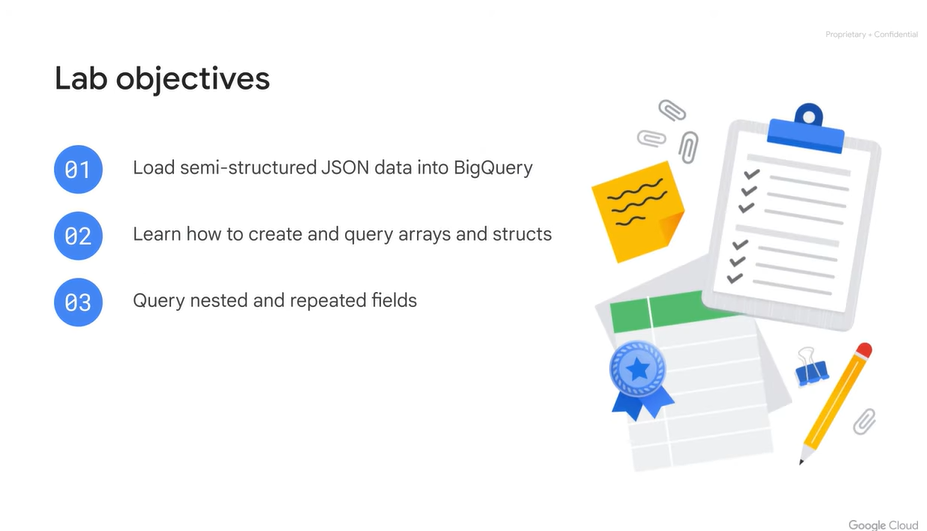 Proprietary + Confidential
Lab objectives
01 Load semi-structured JSON data into BigQuery
02 Learn how to create and query arrays and structs
03 Query nested and repeated fields
Google Cloud